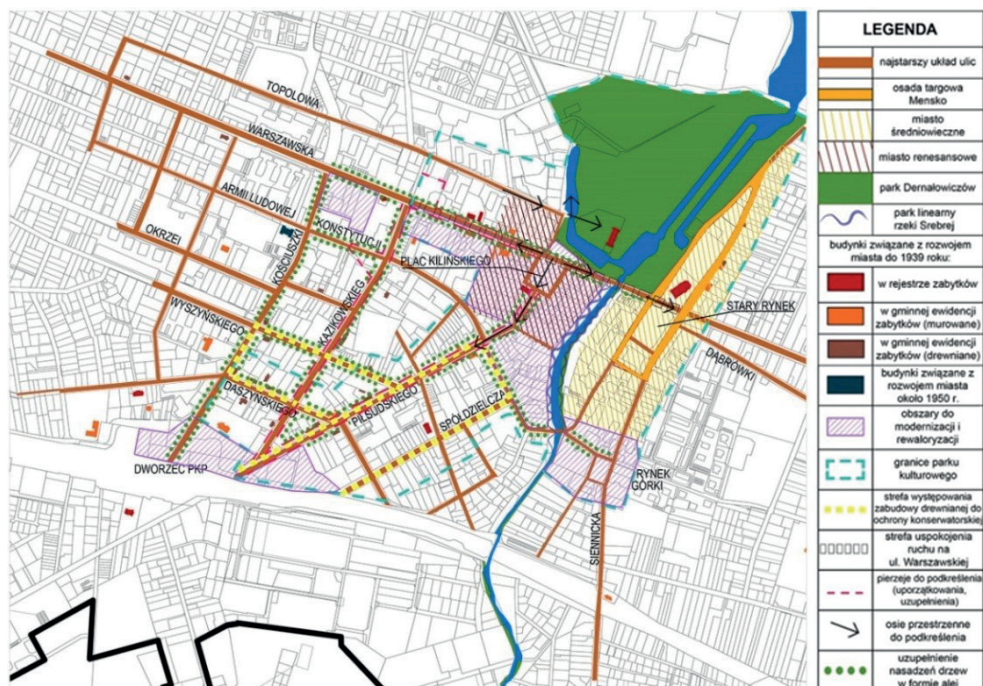 TOPOLOWA
WARSZAWSKA
ARMII LUDOWEJ
OKRZEI
KOŚCIUSZKI
KONSTYTUCJI
PLAC KILIŃSKIEGO
KAZIKOWSKIEG
WYSZYŃSKIEGO
DASZYŃSKIEGO
PIŁSUDSKIEGO
SPÓŁDZIELCZA
STARY RYNEK
DĄBRÓWKI
DWORZEC PKP
RYNEK
GÓRKI
SIENNICKA
LEGENDA
najstarszy układ ulic
osada targowa
Mensko
miasto
średniowieczne
miasto renesansowe
park Dernałowiczów
park linearny
rzeki Srebrej
budynki związane z rozwojem
miasta do 1939 roku:
w rejestrze zabytków
w gminnej ewidencji
zabytków (murowane)
w gminnej ewidencji
zabytków (drewniane)
budynki związane z
rozwojem miasta
około 1950 r.
obszary do
modernizacji i
rewaloryzacji
granice parku
kulturowego
strefa występowania
zabudowy drewnianej do
ochrony konserwatorskiej
strefa uspokojenia
ruchu na
ul. Warszawskiej
pierzeje do podkreślenia
(uporządkowania,
uzupełnienia)
osie przestrzenne
do podkreślenia
uzupełnienie
nasadzeń drzew
w formie alei